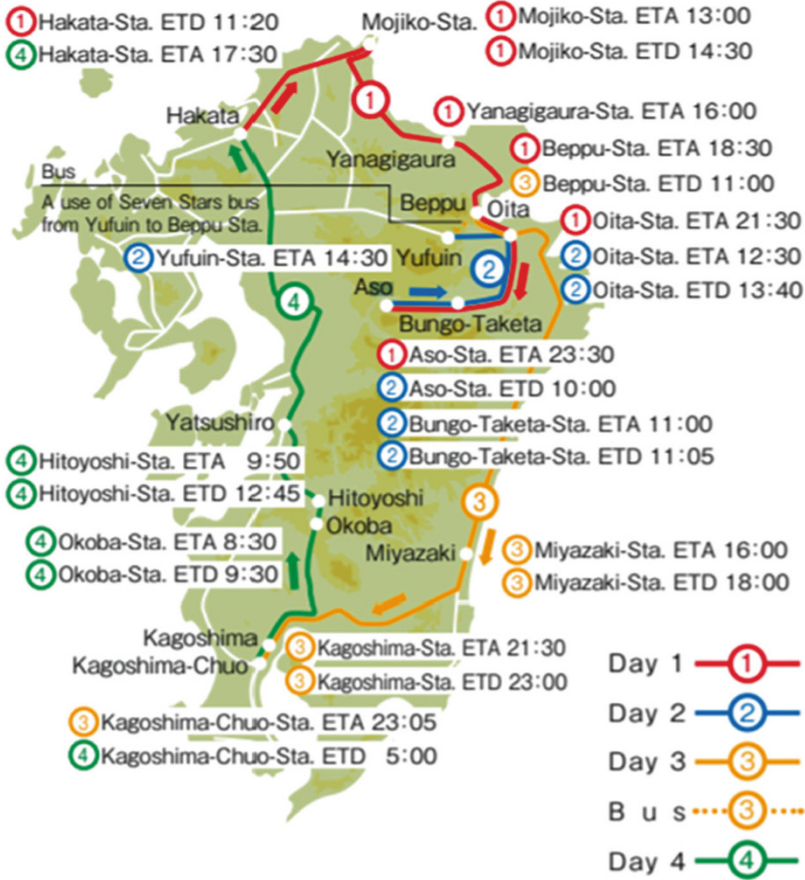 ① Hakata-Sta. ETD 11:20
④ Hakata-Sta. ETA 17:30
Mojiko-Sta.
① Mojiko-Sta. ETA 13:00
① Mojiko-Sta. ETD 14:30
①
Hakata
① Yanagigaura-Sta. ETA 16:00
Yanagigaura
① Beppu-Sta. ETA 18:30
③ Beppu-Sta. ETD 11:00
Bus
A use of Seven Stars bus
from Yufuin to Beppu Sta.
Beppu
Oita
① Oita-Sta. ETA 21:30
② Oita-Sta. ETA 12:30
② Oita-Sta. ETD 13:40
② Yufuin-Sta. ETA 14:30
Yufuin
②
Aso
④
Bungo-Taketa
① Aso-Sta. ETA 23:30
② Aso-Sta. ETD 10:00
② Bungo-Taketa-Sta. ETA 11:00
② Bungo-Taketa-Sta. ETD 11:05
Yatsushiro
④ Hitoyoshi-Sta. ETA 9:50
④ Hitoyoshi-Sta. ETD 12:45
Hitoyoshi
③
Okoba
④ Okoba-Sta. ETA 8:30
④ Okoba-Sta. ETD 9:30
Miyazaki
③ Miyazaki-Sta. ETA 16:00
③ Miyazaki-Sta. ETD 18:00
Kagoshima
Kagoshima-Chuo
③ Kagoshima-Sta. ETA 21:30
③ Kagoshima-Sta. ETD 23:00
③ Kagoshima-Chuo-Sta. ETA 23:05
④ Kagoshima-Chuo-Sta. ETD 5:00
Day 1 ①
Day 2 ②
Day 3 ③
Bus ③
Day 4 ④